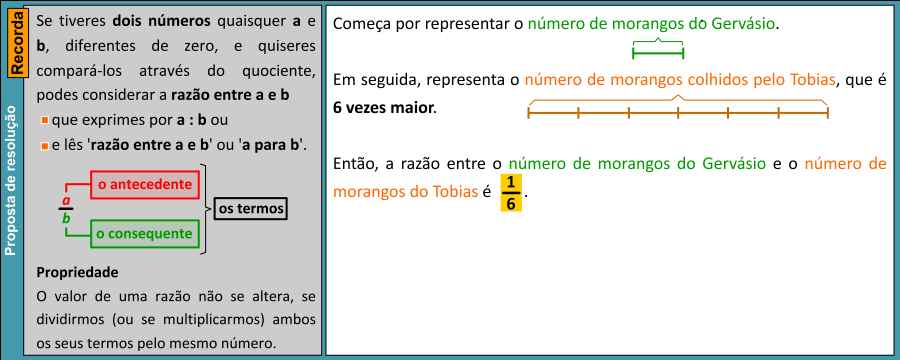 Proposta de resolução
Recorda
Se tiveres dois números quaisquer a e
b, diferentes de zero, e quiseres
compará-los através do quociente,
podes considerar a razão entre a e b
que exprimes por a : b ou
e lês 'razão entre a e b' ou 'a para b'.
a
b
o antecedente
o consequente
os termos
Propriedade
O valor de uma razão não se altera, se
dividirmos (ou se multiplicarmos) ambos
os seus termos pelo mesmo número.
Começa por representar o número de morangos do Gervásio.
Em seguida, representa o número de morangos colhidos pelo Tobias, que é
6 vezes maior.
Então, a razão entre o número de morangos do Gervásio e o número de
morangos do Tobias é 1/6.